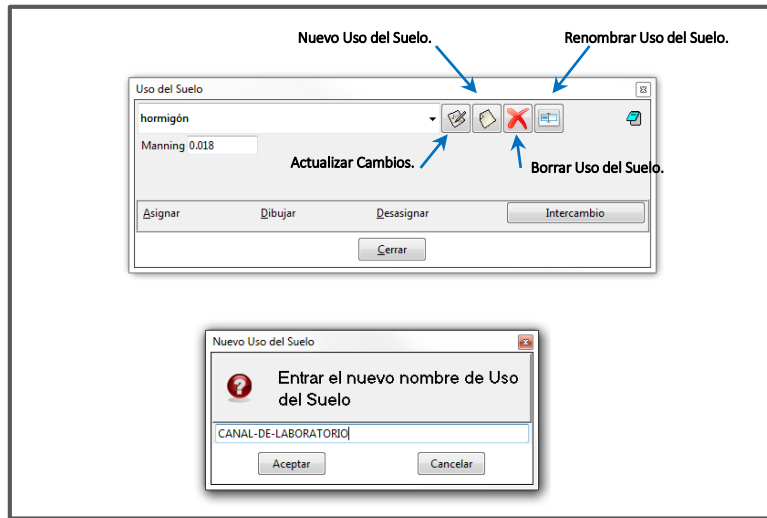 Nuevo Uso del Suelo.
Renombrar Uso del Suelo.
Uso del Suelo
hormigón
Manning 0.018
Actualizar Cambios.
Borrar Uso del Suelo.
Asignar Dibujar Desasignar Intercambio
Cerrar
Nuevo Uso del Suelo
Entrar el nuevo nombre de Uso
del Suelo
CANAL-DE-LABORATORIO
Aceptar Cancelar